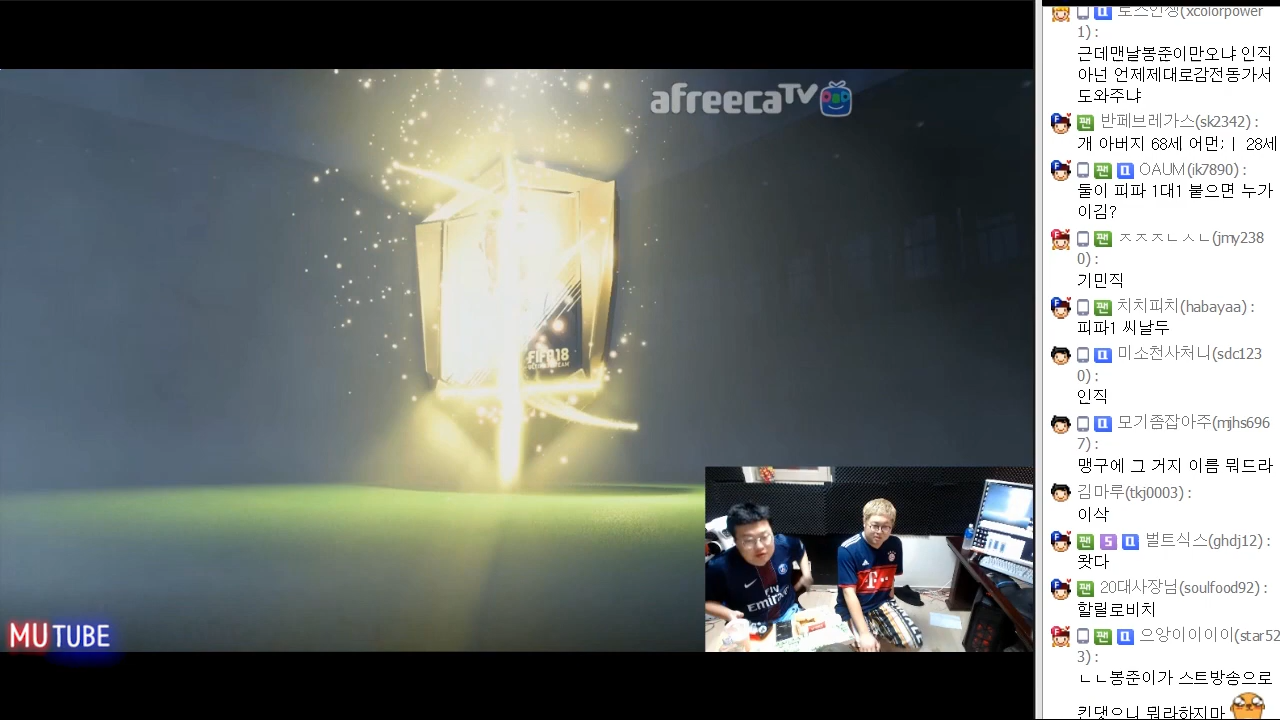 afreecaTV
FIFA18
ULTIMATE TEAM
FLY
Emirates
T
MUTUBE
로스인생(xcolorpower
1) :
근데맨날봉준이만오냐 인직
아넌 언제제대로감전동가서
도와주냐
반페브레가스(sk2342) :
개 아버지 68세 어먼;ㅣ 28세
OAUM(ik7890) :
둘이 피파 1대1 붙으면 누가
이김?
ㅈㅈㅈㄴㅅㄴ(jmy238
0) :
기민직
치치피치(habayaa) :
피파1 씨날두
미소천사처니(sdc123
0) :
인직
모기좀잡아주(mjhs696
7) :
맹구에 그 거지 이름 뭐드라
김마루(tkj0003) :
이삭
벌트식스(ghdj12) :
왓다
20대사장님(soulfood92) :
할릴로비치
으앙이이이이(star52
3) :
ㄴㄴ봉준이가 스트방송으로
킨댓으니 뭐라하지마